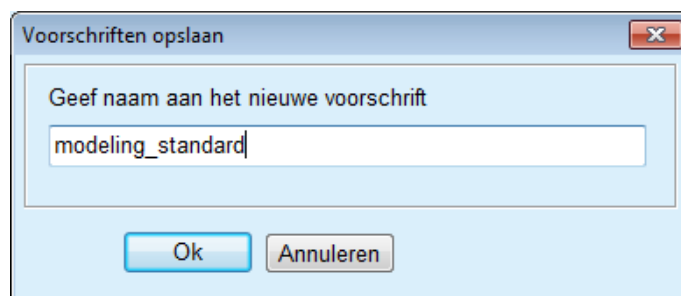 Voorschriften opslaan
Geef naam aan het nieuwe voorschrift
modeling_standard
Ok Annuleren